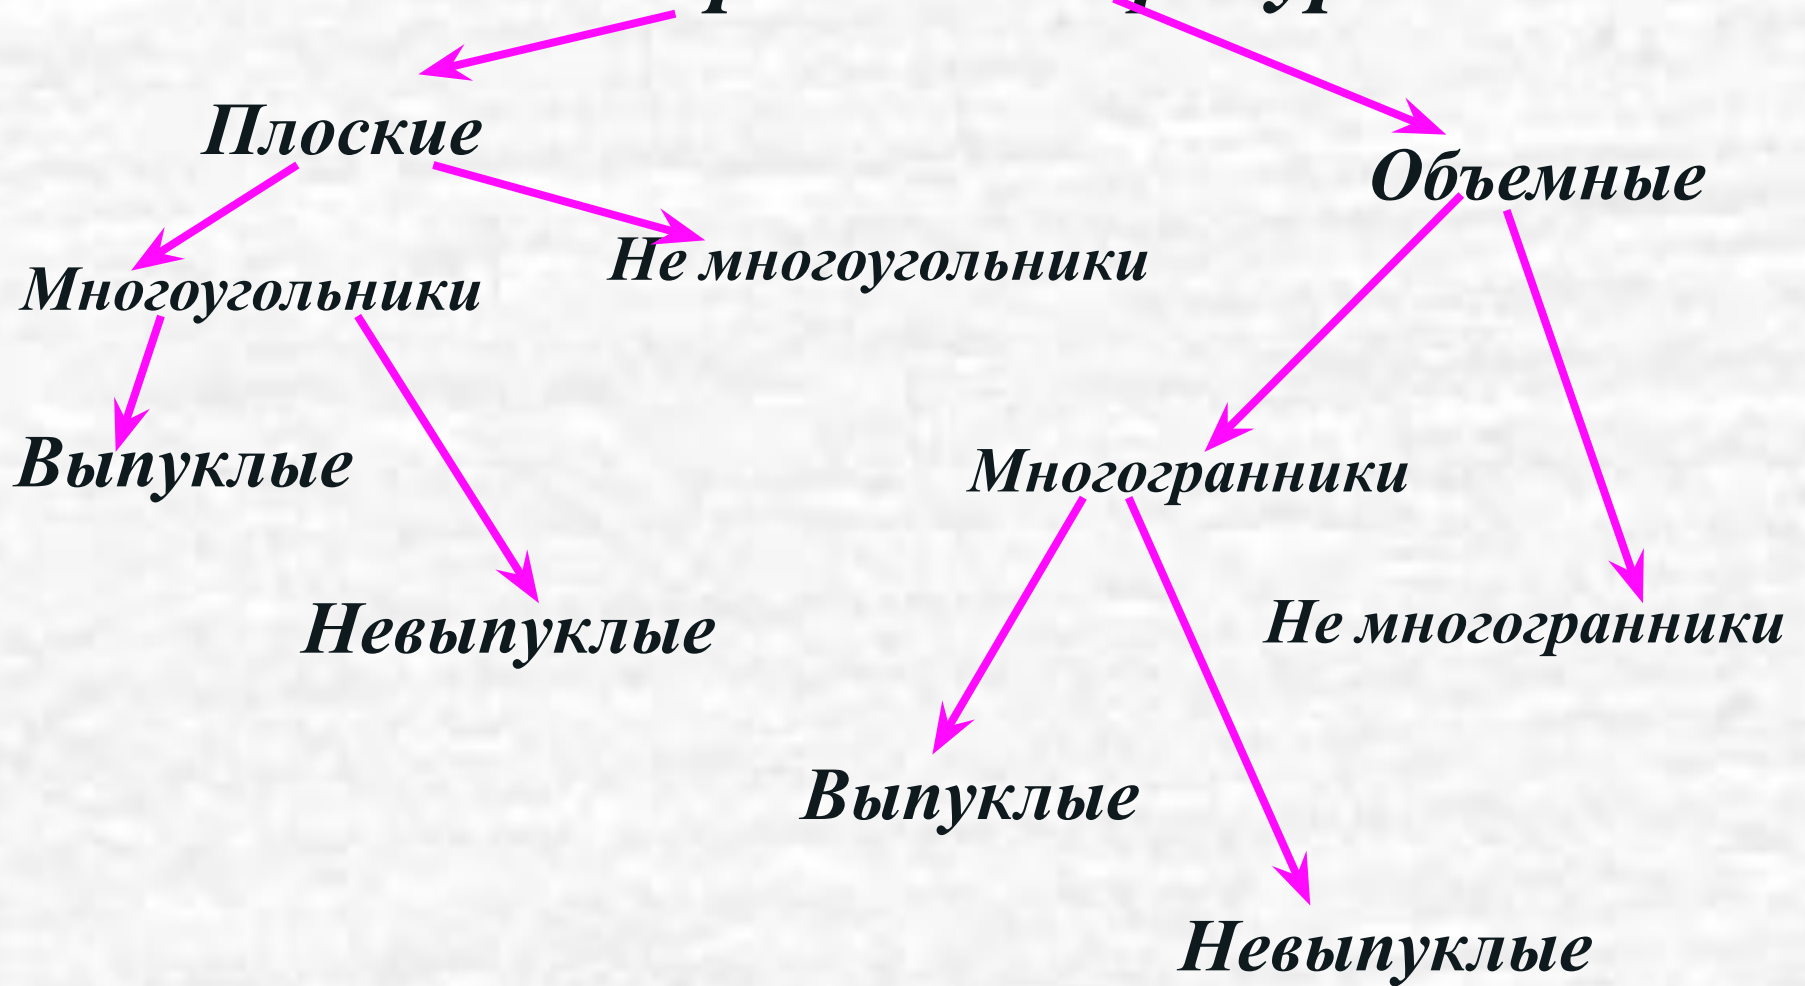 Плоские
Объемные
Многоугольники
Не многоугольники
Выпуклые
Многогранники
Невыпуклые
Не многогранники
Выпуклые
Невыпуклые